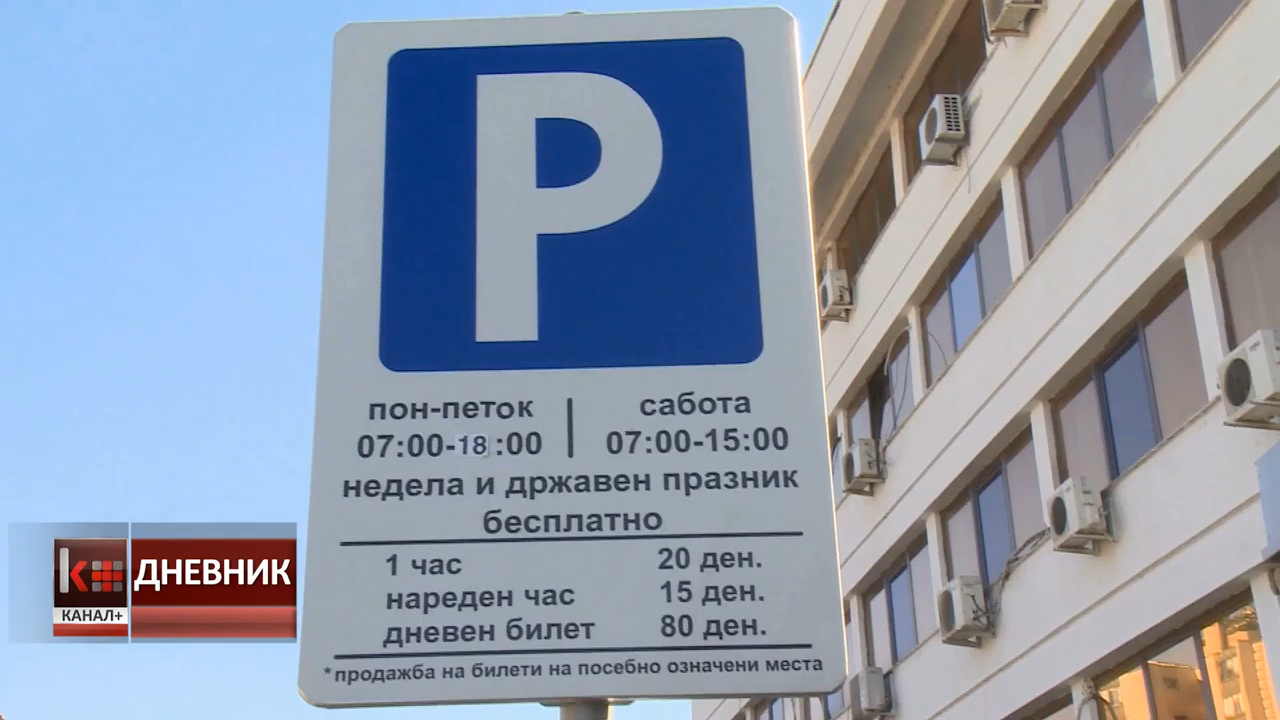 P
пон-петок | сабота
07:00-18:00 07:00-15:00
недела и државен празник
бесплатно
1 час 20 ден.
нареден час 15 ден.
дневен билет 80 ден.
*продажба на билети на посебно означени места
К
КАНАЛ+
ДНЕВНИК